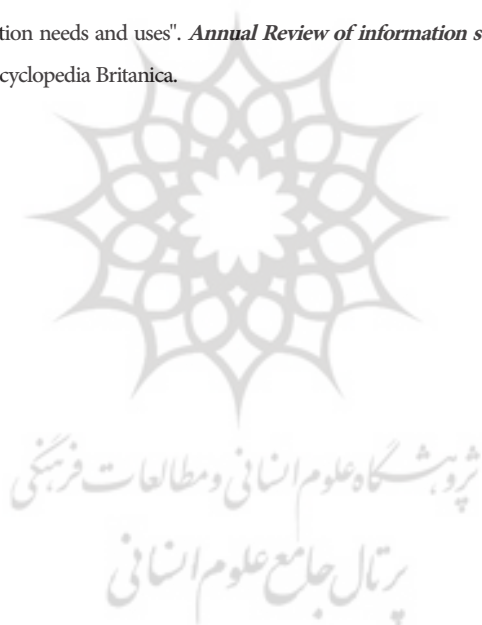 tion needs and uses". Annual Review of information s
cyclopedia Britanica.
پژوهشگاه علوم انسانی و مطالعات فرهنگی
پرتال جامع علوم انسانی